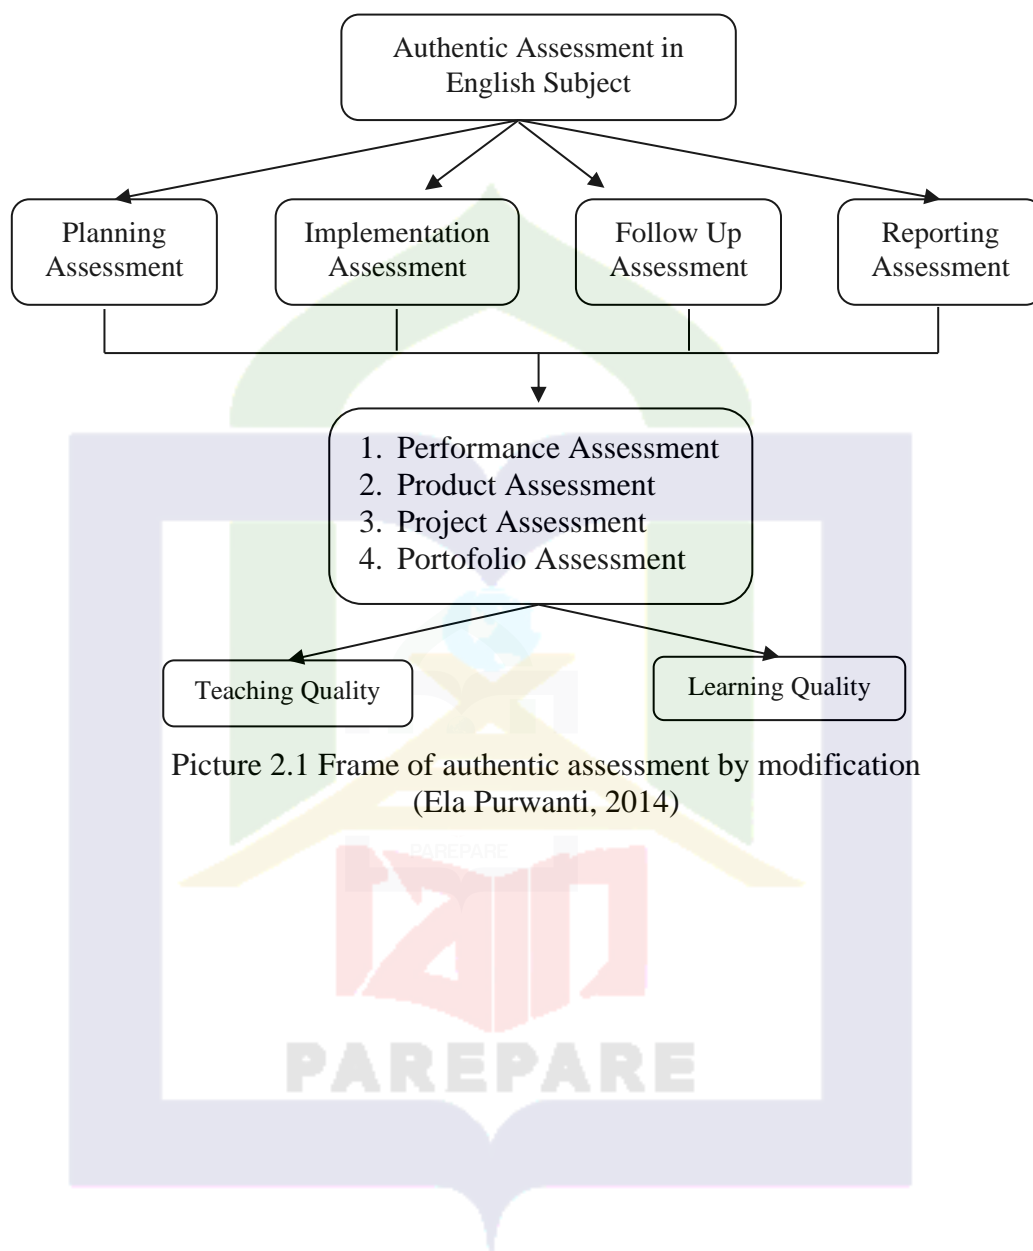 Authentic Assessment in
English Subject
Planning
Assessment
Implementation
Assessment
Follow Up
Assessment
Reporting
Assessment
1. Performance Assessment
2. Product Assessment
3. Project Assessment
4. Portofolio Assessment
Teaching Quality
Learning Quality
Picture 2.1 Frame of authentic assessment by modification
(Ela Purwanti, 2014)
PAREPARE
PAREPARE